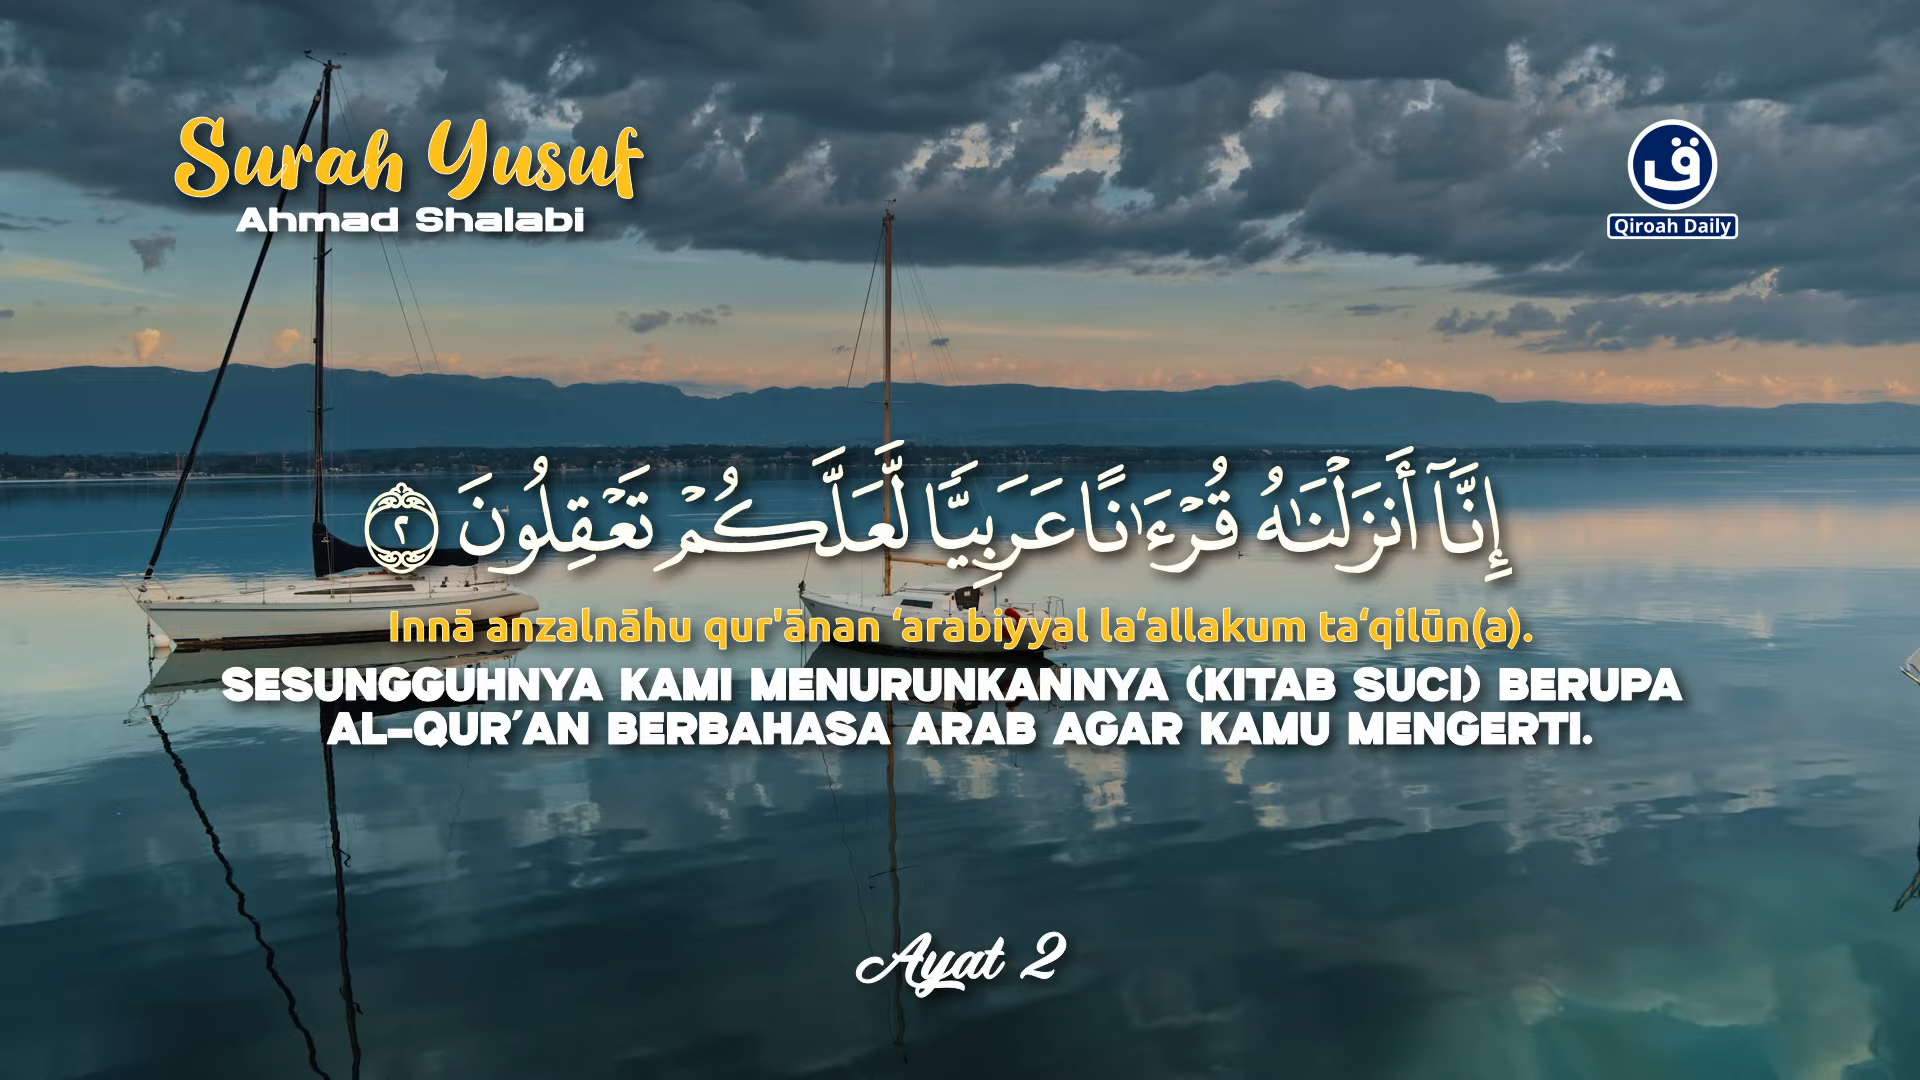 Surah Yusuf
Ahmad Shalabi
ق
Qiroah Daily
إِنَّآ أَنزَلْنَـٰهُ قُرْءَٰنًا عَرَبِيًّا لَّعَلَّكُمْ تَعْقِلُونَ ٢
Innā anzalnāhu qur'ānan ‘arabiyyal la‘allakum ta‘qilūn(a).
SESUNGGUHNYA KAMI MENURUNKANNYA (KITAB SUCI) BERUPA
AL-QUR’AN BERBAHASA ARAB AGAR KAMU MENGERTI.
Ayat 2